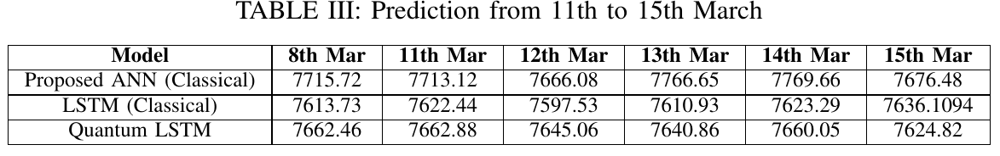 TABLE III: Prediction from 11th to 15th March
Model 8th Mar 11th Mar 12th Mar 13th Mar 14th Mar 15th Mar
Proposed ANN (Classical) 7715.72 7713.12 7666.08 7766.65 7769.66 7676.48
LSTM (Classical) 7613.73 7622.44 7597.53 7610.93 7623.29 7636.1094
Quantum LSTM 7662.46 7662.88 7645.06 7640.86 7660.05 7624.82